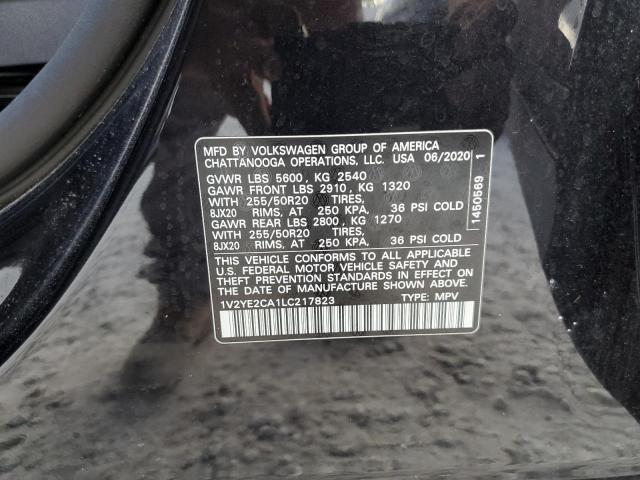 MFD BY VOLKSWAGEN GROUP OF AMERICA
CHATTANOOGA OPERATIONS, LLC. USA 06/2020
GVWR LBS 5600, KG 2540
GAWR FRONT LBS 2910, KG 1320
WITH 255/50R20 TIRES,
8JX20 RIMS, AT 250 KPA, 36 PSI COLD
GAWR REAR LBS 2800, KG 1270
WITH 255/50R20 TIRES,
8JX20 RIMS, AT 250 KPA, 36 PSI COLD
THIS VEHICLE CONFORMS TO ALL APPLICABLE
U.S. FEDERAL MOTOR VEHICLE SAFETY AND
THEFT PREVENTION STANDARDS IN EFFECT ON THE
DATE OF MANUFACTURE SHOWN ABOVE.
1V2YE2CA1LC217823 TYPE: MPV
1450569 1